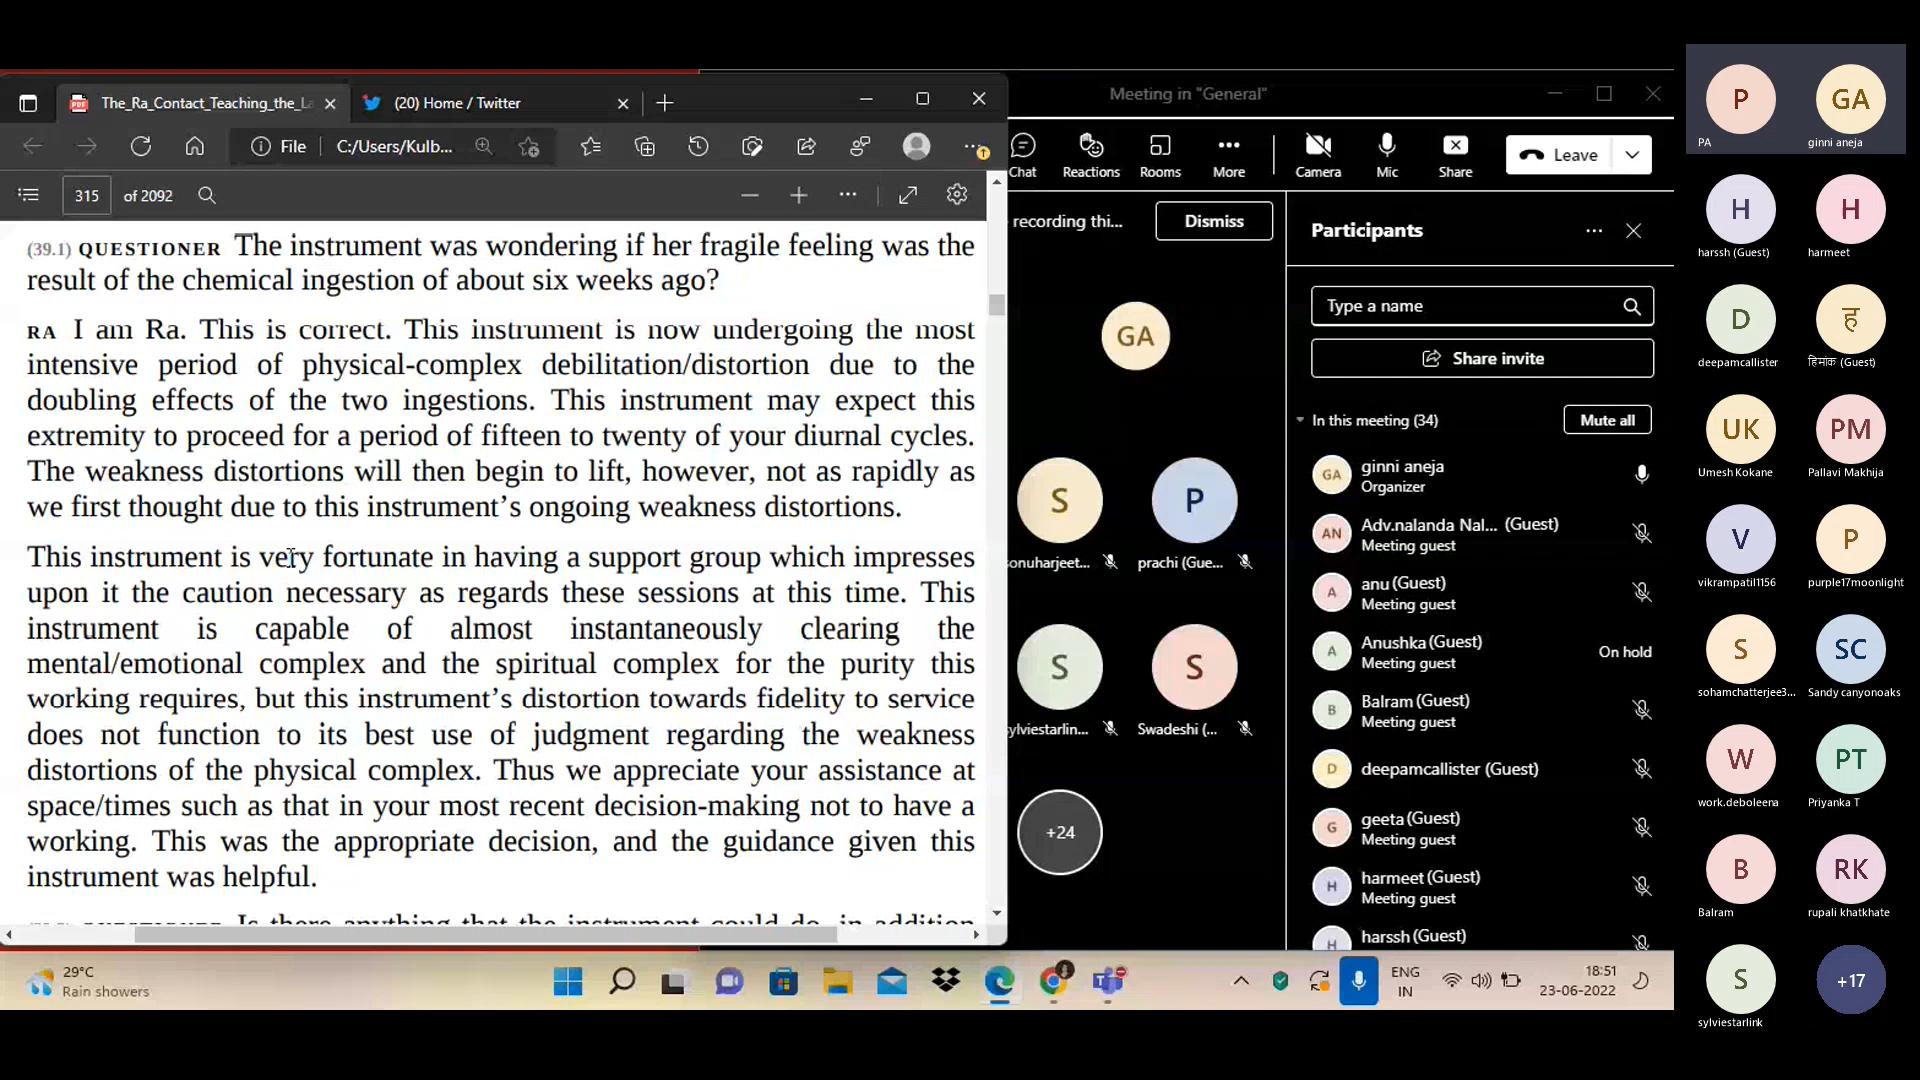 The_Ra_Contact_Teaching_the_La
(20) Home / Twitter
File
C:/Users/Kulb...
315
of 2092
(39.1) QUESTIONER The instrument was wondering if her fragile feeling was the
result of the chemical ingestion of about six weeks ago?
RA I am Ra. This is correct. This instrument is now undergoing the most
intensive period of physical-complex debilitation/distortion due to the
doubling effects of the two ingestions. This instrument may expect this
extremity to proceed for a period of fifteen to twenty of your diurnal cycles.
The weakness distortions will then begin to lift, however, not as rapidly as
we first thought due to this instrument's ongoing weakness distortions.
This instrument is very fortunate in having a support group which impresses
upon it the caution necessary as regards these sessions at this time. This
instrument is capable of almost instantaneously clearing the
mental/emotional complex and the spiritual complex for the purity this
working requires, but this instrument's distortion towards fidelity to service
does not function to its best use of judgment regarding the weakness
distortions of the physical complex. Thus we appreciate your assistance at
space/times such as that in your most recent decision-making not to have a
working. This was the appropriate decision, and the guidance given this
instrument was helpful.
Is there anything that the instrument could do, in addition
Meeting in "General"
Chat
Reactions
Rooms
More
Camera
Mic
Share
Leave
recording thi...
Dismiss
GA
S
P
onuharjeet...
prachi (Gue...
S
S
ylviestarlin...
Swadeshi (...
+24
Participants
Type a name
Share invite
In this meeting (34)
Mute all
GA
ginni aneja
Organizer
AN
Adv.nalanda Nal... (Guest)
Meeting guest
A
anu (Guest)
Meeting guest
A
Anushka (Guest)
Meeting guest
On hold
B
Balram (Guest)
Meeting guest
D
deepamcallister (Guest)
G
geeta (Guest)
Meeting guest
H
harmeet (Guest)
Meeting guest
H
harssh (Guest)
P
GA
PA
ginni aneja
H
H
harssh (Guest)
harmeet
D
ह
deepamcallister
हिमांक (Guest)
UK
PM
Umesh Kokane
Pallavi Makhija
V
P
vikrampatil1156
purple17moonlight
S
SC
sohamchatterjee3...
Sandy canyonoaks
W
PT
work.deboleena
Priyanka T
B
RK
Balram
rupali khatkhate
S
+17
sylviestarlink
29°C
Rain showers
ENG
IN
18:51
23-06-2022